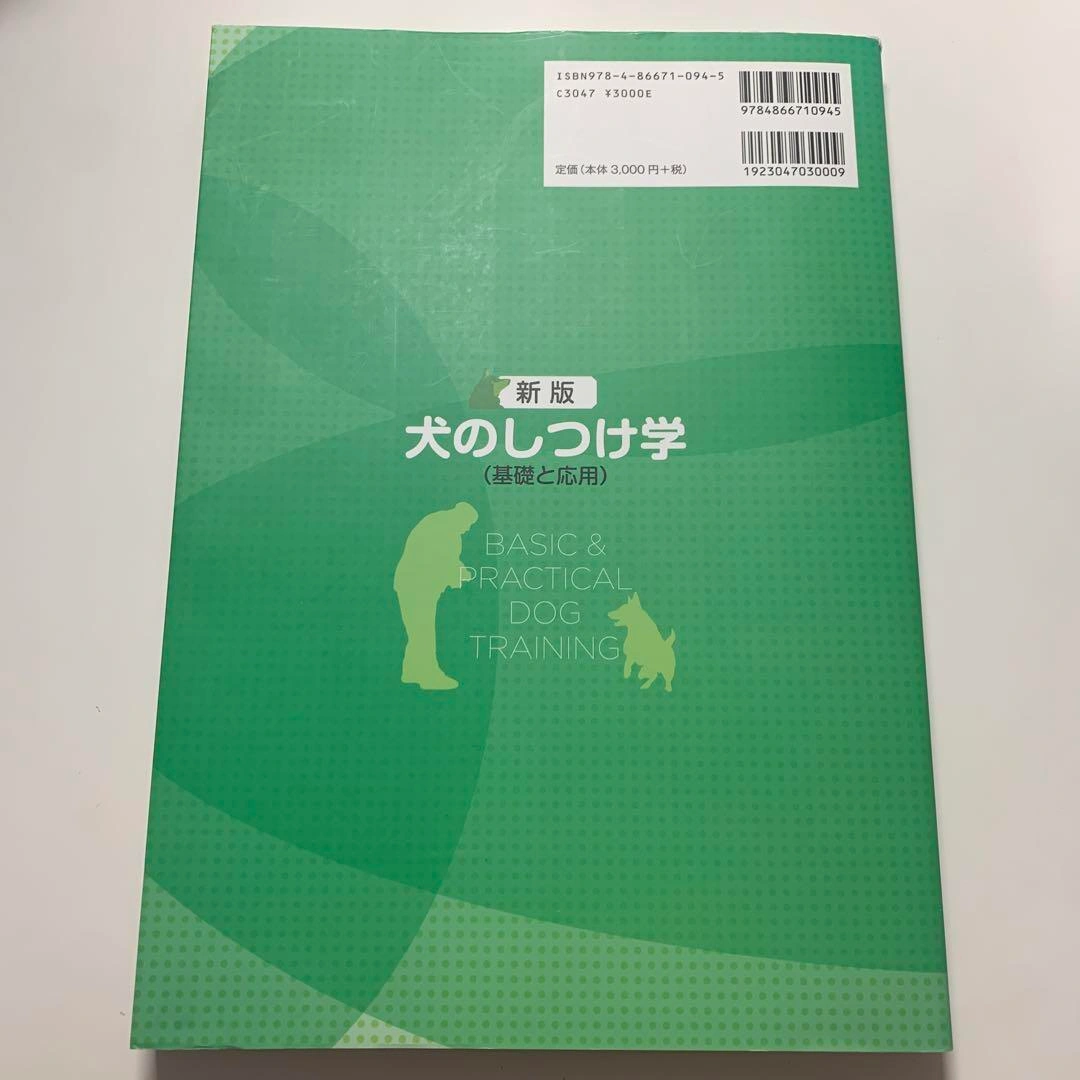 ISBN978-4-86671-094-5
C3047 ¥3000E
9784866710945
定価(本体3,000円+税)
1923047030009
新版
犬のしつけ学
(基礎と応用)
BASIC &
PRACTICAL
DOG
TRAINING